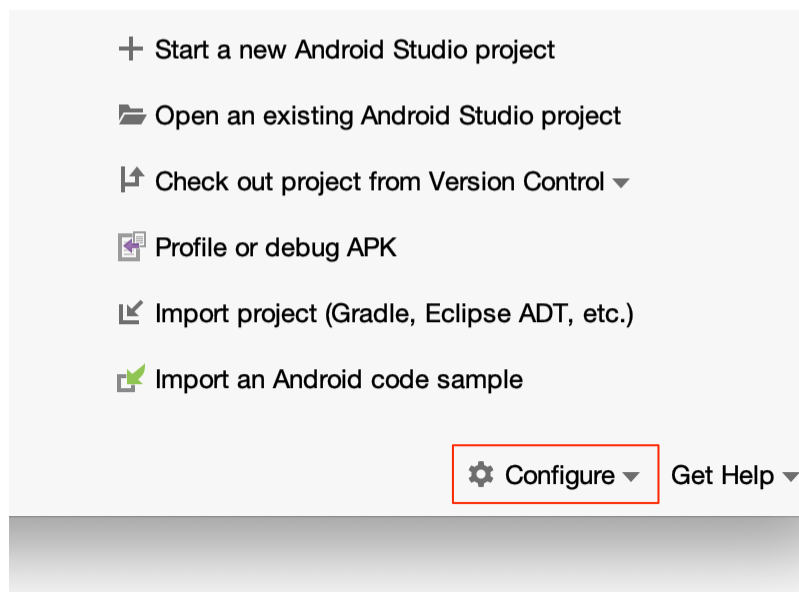 Start a new Android Studio project
Open an existing Android Studio project
Check out project from Version Control
Profile or debug APK
Import project (Gradle, Eclipse ADT, etc.)
Import an Android code sample
Configure Get Help